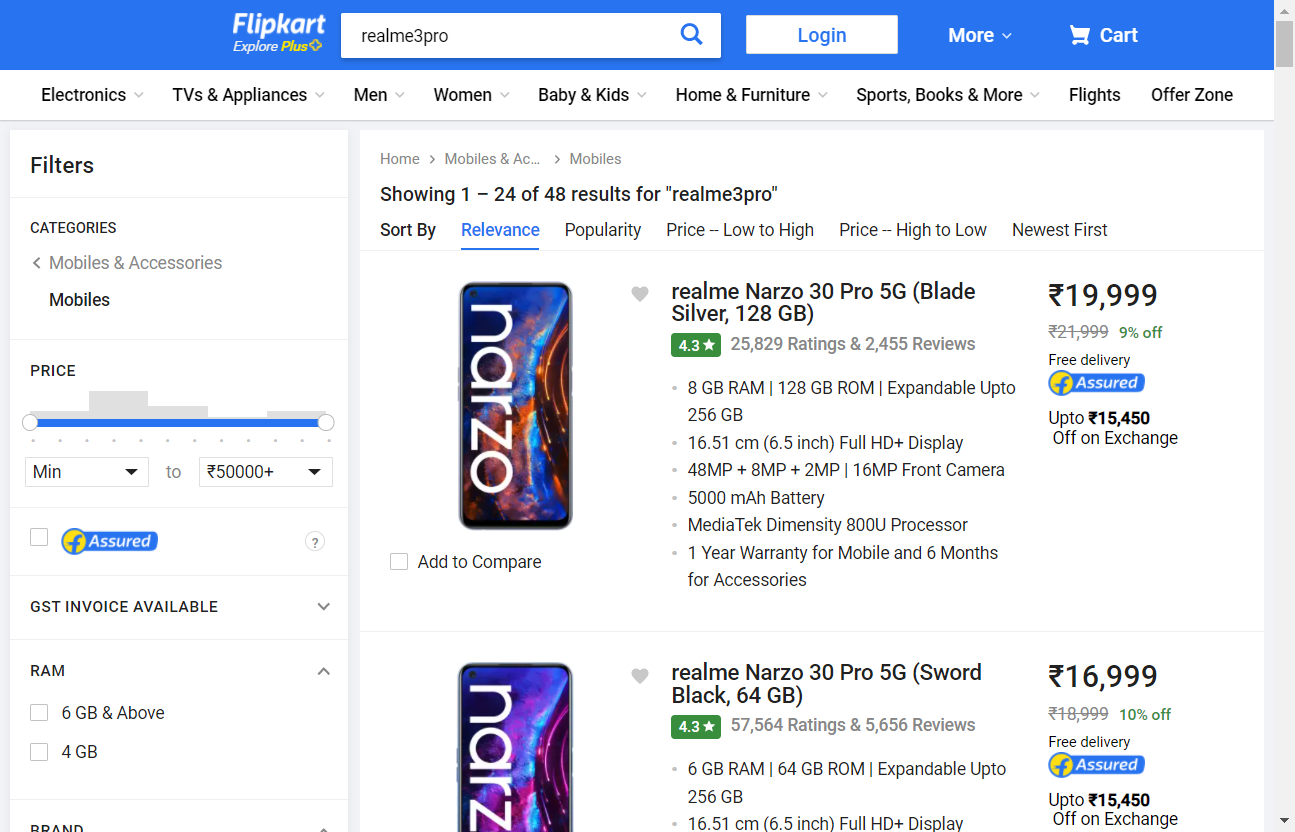 Flipkart
Explore Plus
realme3pro
Login
More
Cart
Electronics
TVs & Appliances
Men
Women
Baby & Kids
Home & Furniture
Sports, Books & More
Flights
Offer Zone
Filters
CATEGORIES
Mobiles & Accessories
Mobiles
PRICE
Min
to
₹50000+
Assured
?
GST INVOICE AVAILABLE
RAM
6 GB & Above
4 GB
BRAND
Home
Mobiles & Ac...
Mobiles
Showing 1 – 24 of 48 results for "realme3pro"
Sort By
Relevance
Popularity
Price -- Low to High
Price -- High to Low
Newest First
narzo
Add to Compare
realme Narzo 30 Pro 5G (Blade
Silver, 128 GB)
4.3
25,829 Ratings & 2,455 Reviews
8 GB RAM | 128 GB ROM | Expandable Upto
256 GB
16.51 cm (6.5 inch) Full HD+ Display
48MP + 8MP + 2MP | 16MP Front Camera
5000 mAh Battery
MediaTek Dimensity 800U Processor
1 Year Warranty for Mobile and 6 Months
for Accessories
₹19,999
₹21,999 9% off
Free delivery
Assured
Upto ₹15,450
Off on Exchange
narzo
realme Narzo 30 Pro 5G (Sword
Black, 64 GB)
4.3
57,564 Ratings & 5,656 Reviews
6 GB RAM | 64 GB ROM | Expandable Upto
256 GB
16.51 cm (6.5 inch) Full HD+ Display
₹16,999
₹18,999 10% off
Free delivery
Assured
Upto ₹15,450
Off on Exchange